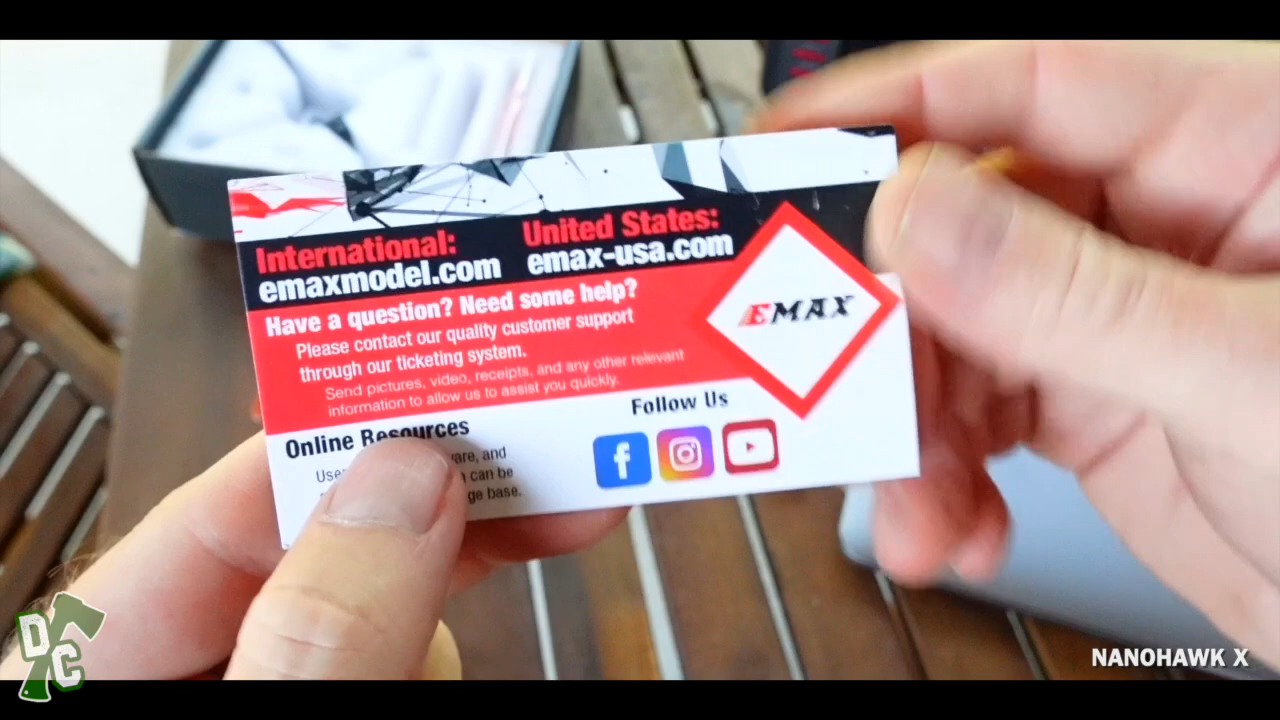 International:
emaxmodel.com
United States:
emax-usa.com
Have a question? Need some help?
Please contact our quality customer support
through our ticketing system.
Send pictures, video, receipts, and any other relevant
information to allow us to assist you quickly.
EMAX
Online Resources
and
can be
base.
Follow Us
DC
NANOHAWK X